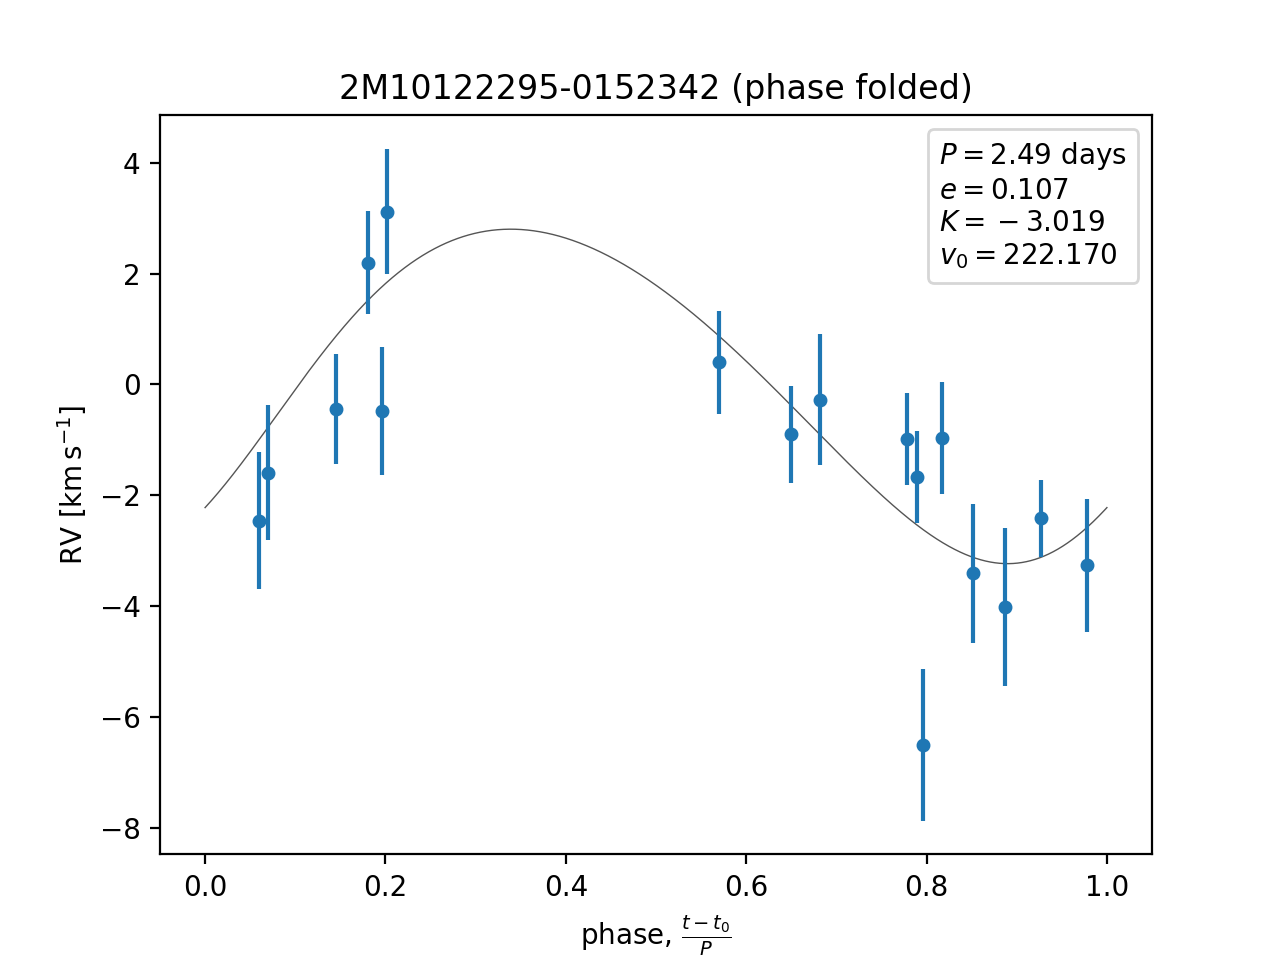 2M10122295-0152342 (phase folded)
P = 2.49 days
e = 0.107
K = −3.019
v₀ = 222.170
RV [km s⁻¹]
4
2
0
−2
−4
−6
−8
0.0 0.2 0.4 0.6 0.8 1.0
phase, (t − t₀)/P